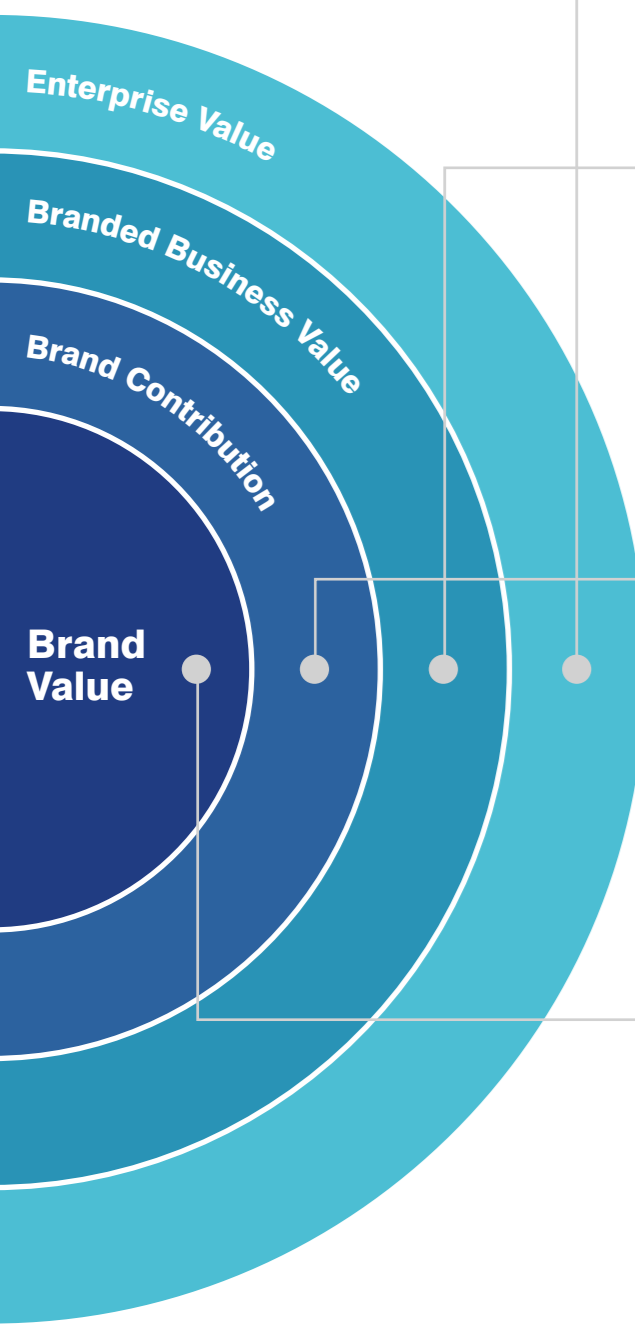 Enterprise Value
Branded Business Value
Brand Contribution
Brand
Value